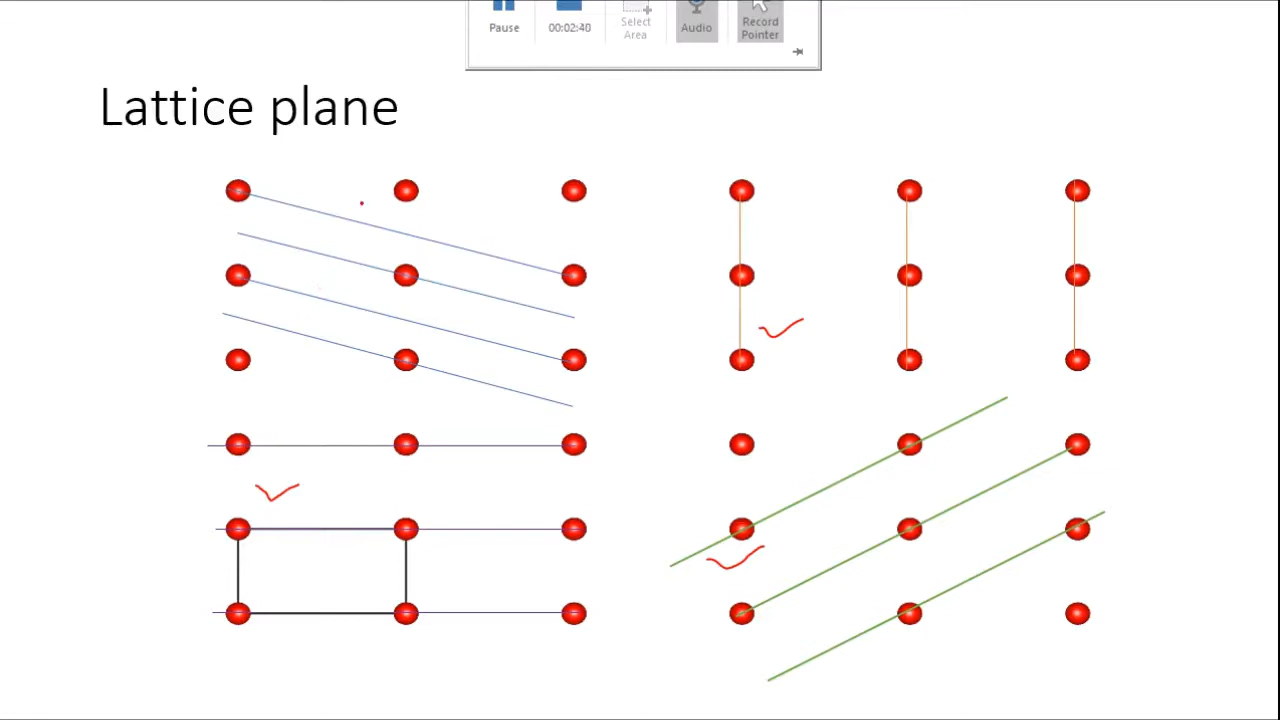 Pause
00:02:40
Select
Area
Audio
Record
Pointer
Lattice plane